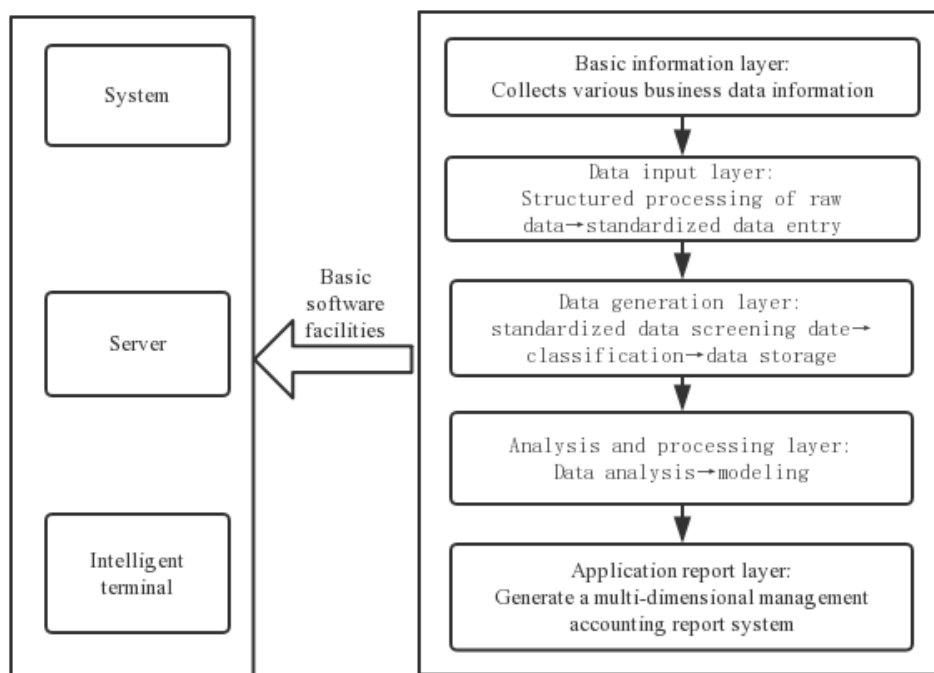 System
Server
Intelligent
terminal
Basic
software
facilities
Basic information layer:
Collects various business data information
Data input layer:
Structured processing of raw
data→standardized data entry
Data generation layer:
standardized data screening date→
classification→data storage
Analysis and processing layer:
Data analysis→modeling
Application report layer:
Generate a multi-dimensional management
accounting report system